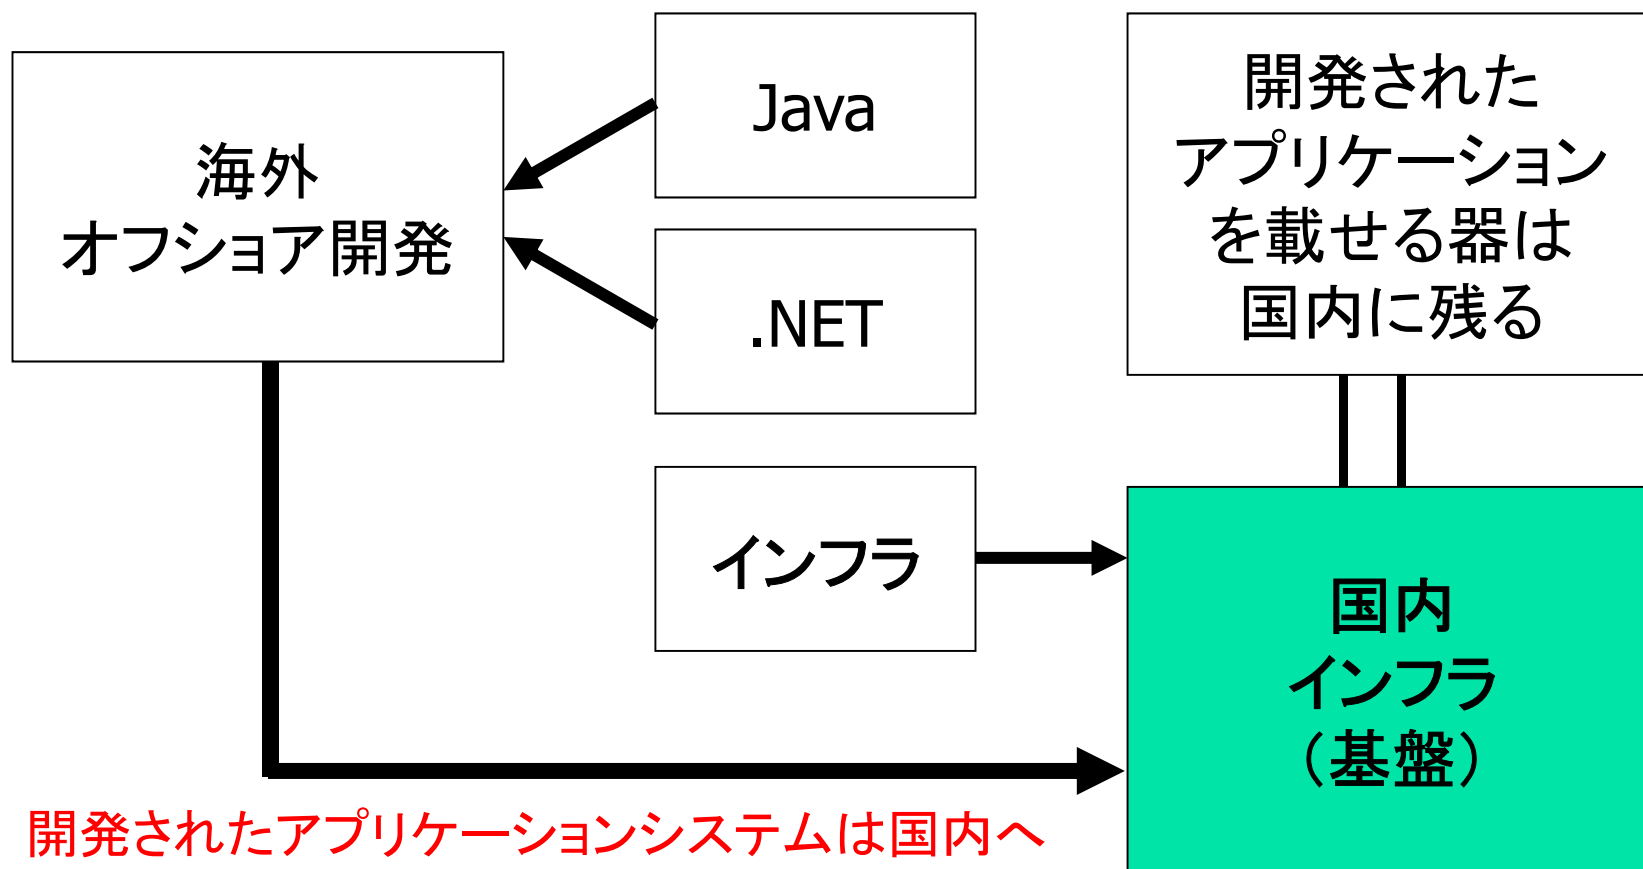 海外
オフショア開発
Java
.NET
インフラ
開発された
アプリケーション
を載せる器は
国内に残る
国内
インフラ
（基盤）
開発されたアプリケーションシステムは国内へ